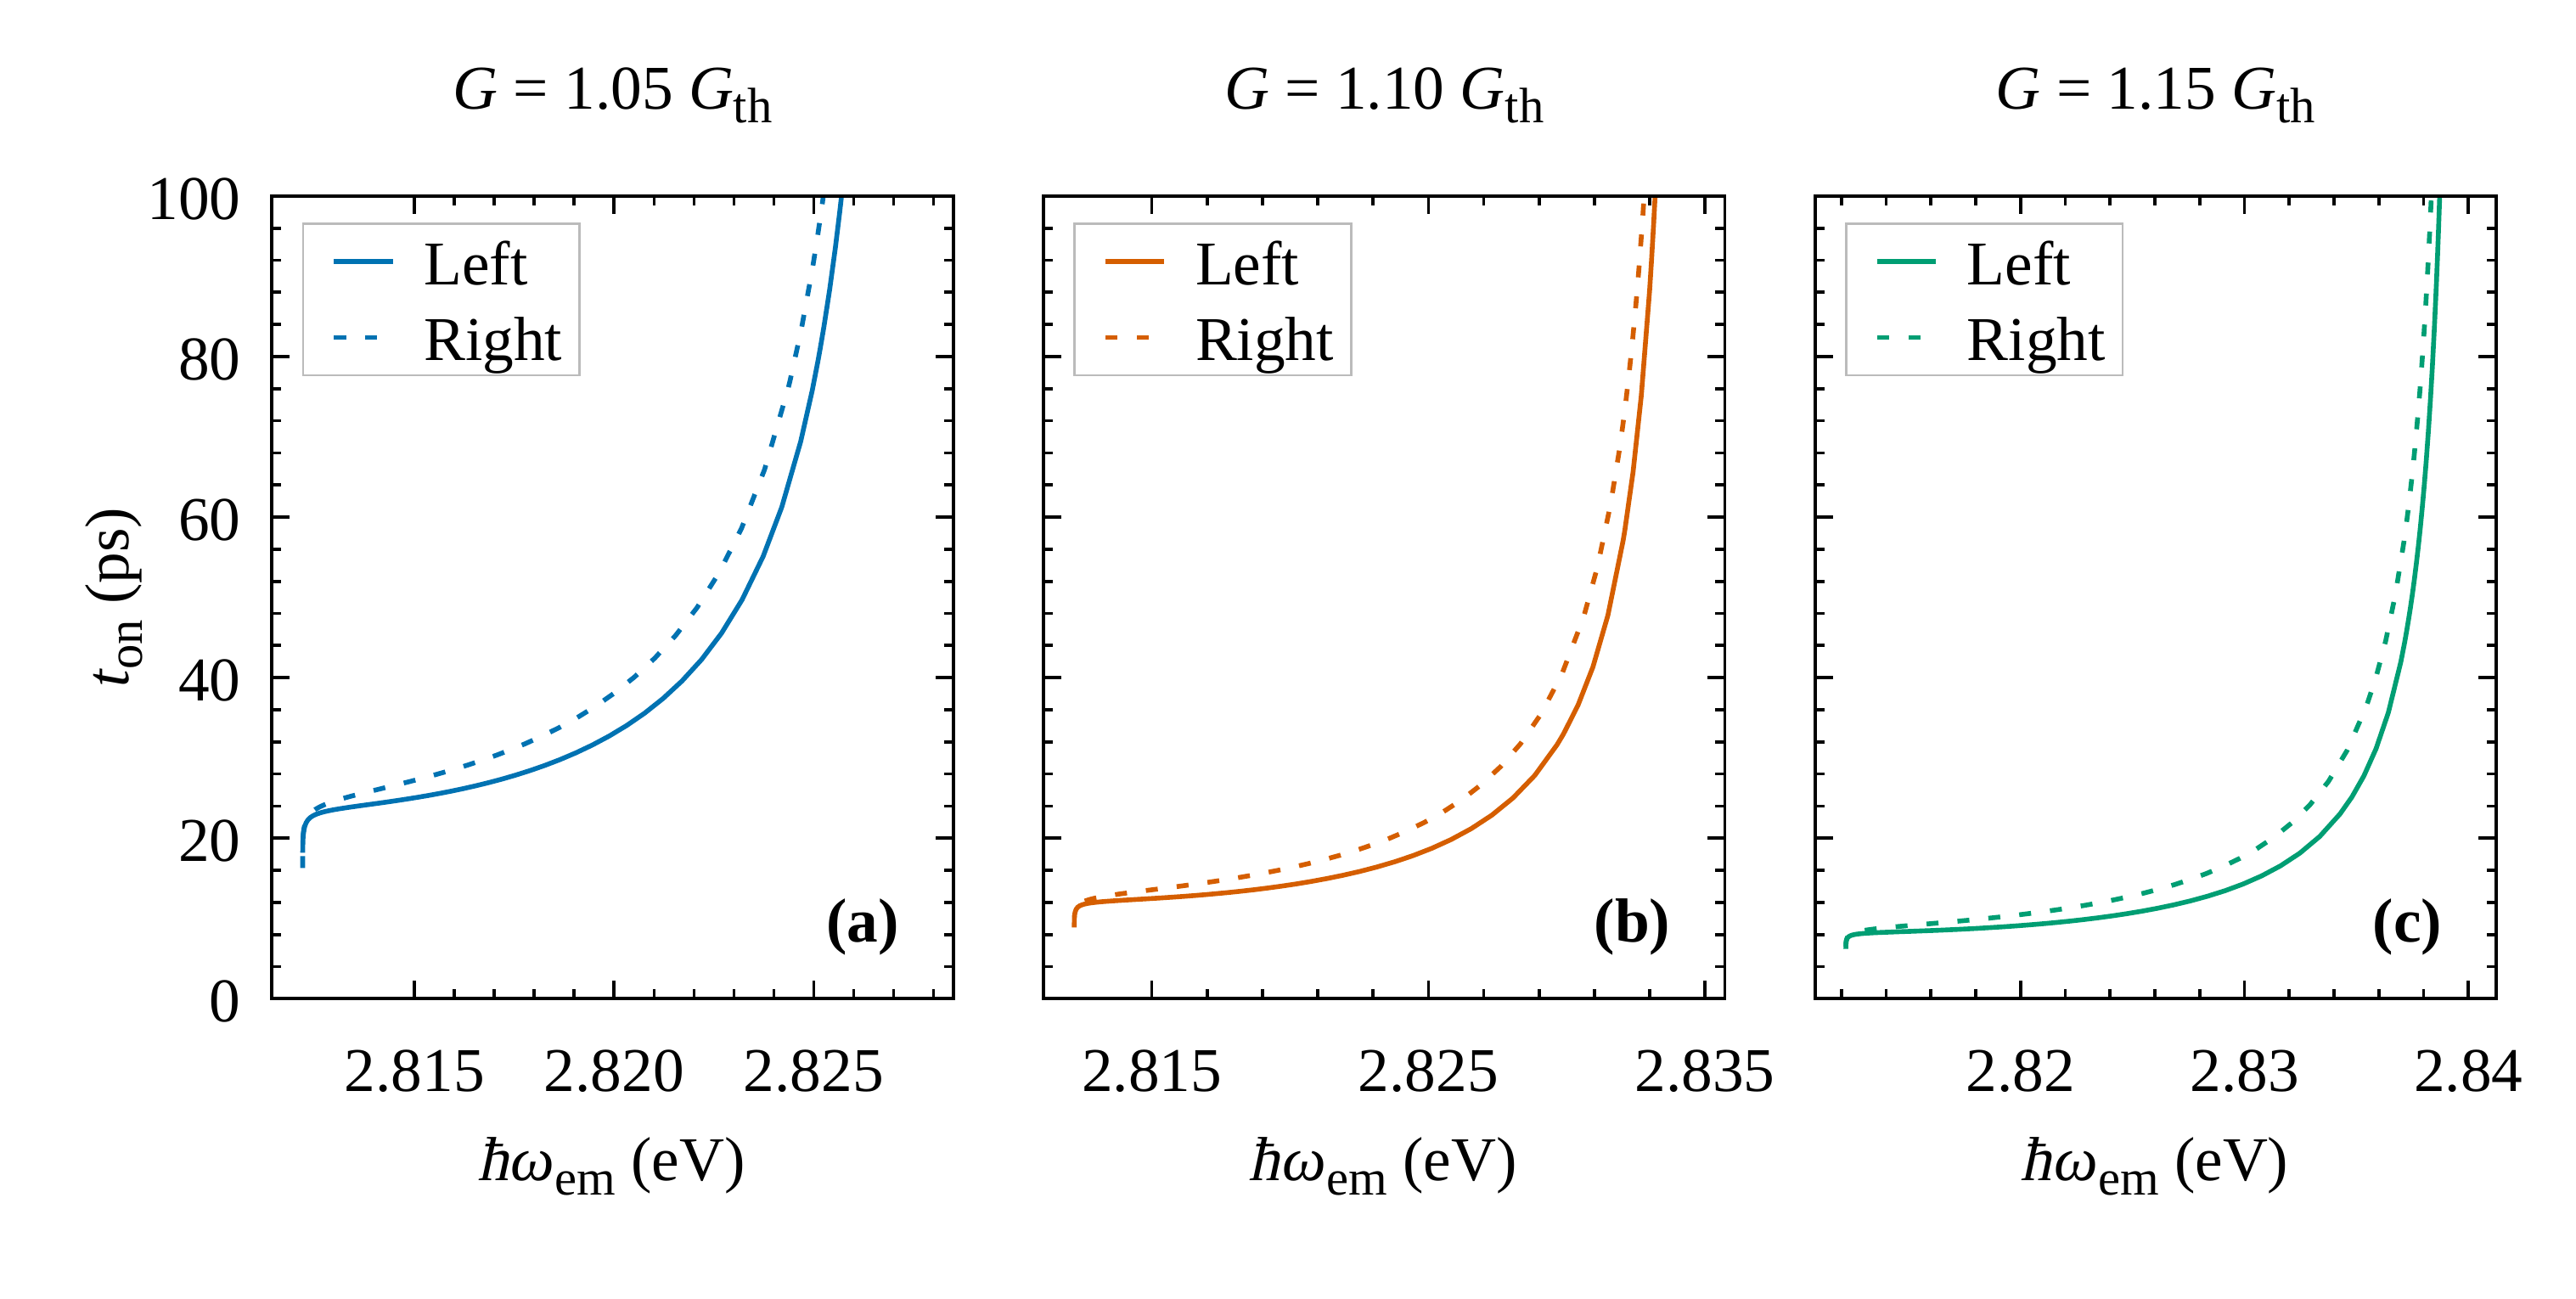 G = 1.05 Gth
G = 1.10 Gth
G = 1.15 Gth
ton (ps)
100
80
60
40
20
0
Left
Right
(a)
2.815 2.820 2.825
ħωem (eV)
Left
Right
(b)
2.815 2.825 2.835
ħωem (eV)
Left
Right
(c)
2.82 2.83 2.84
ħωem (eV)